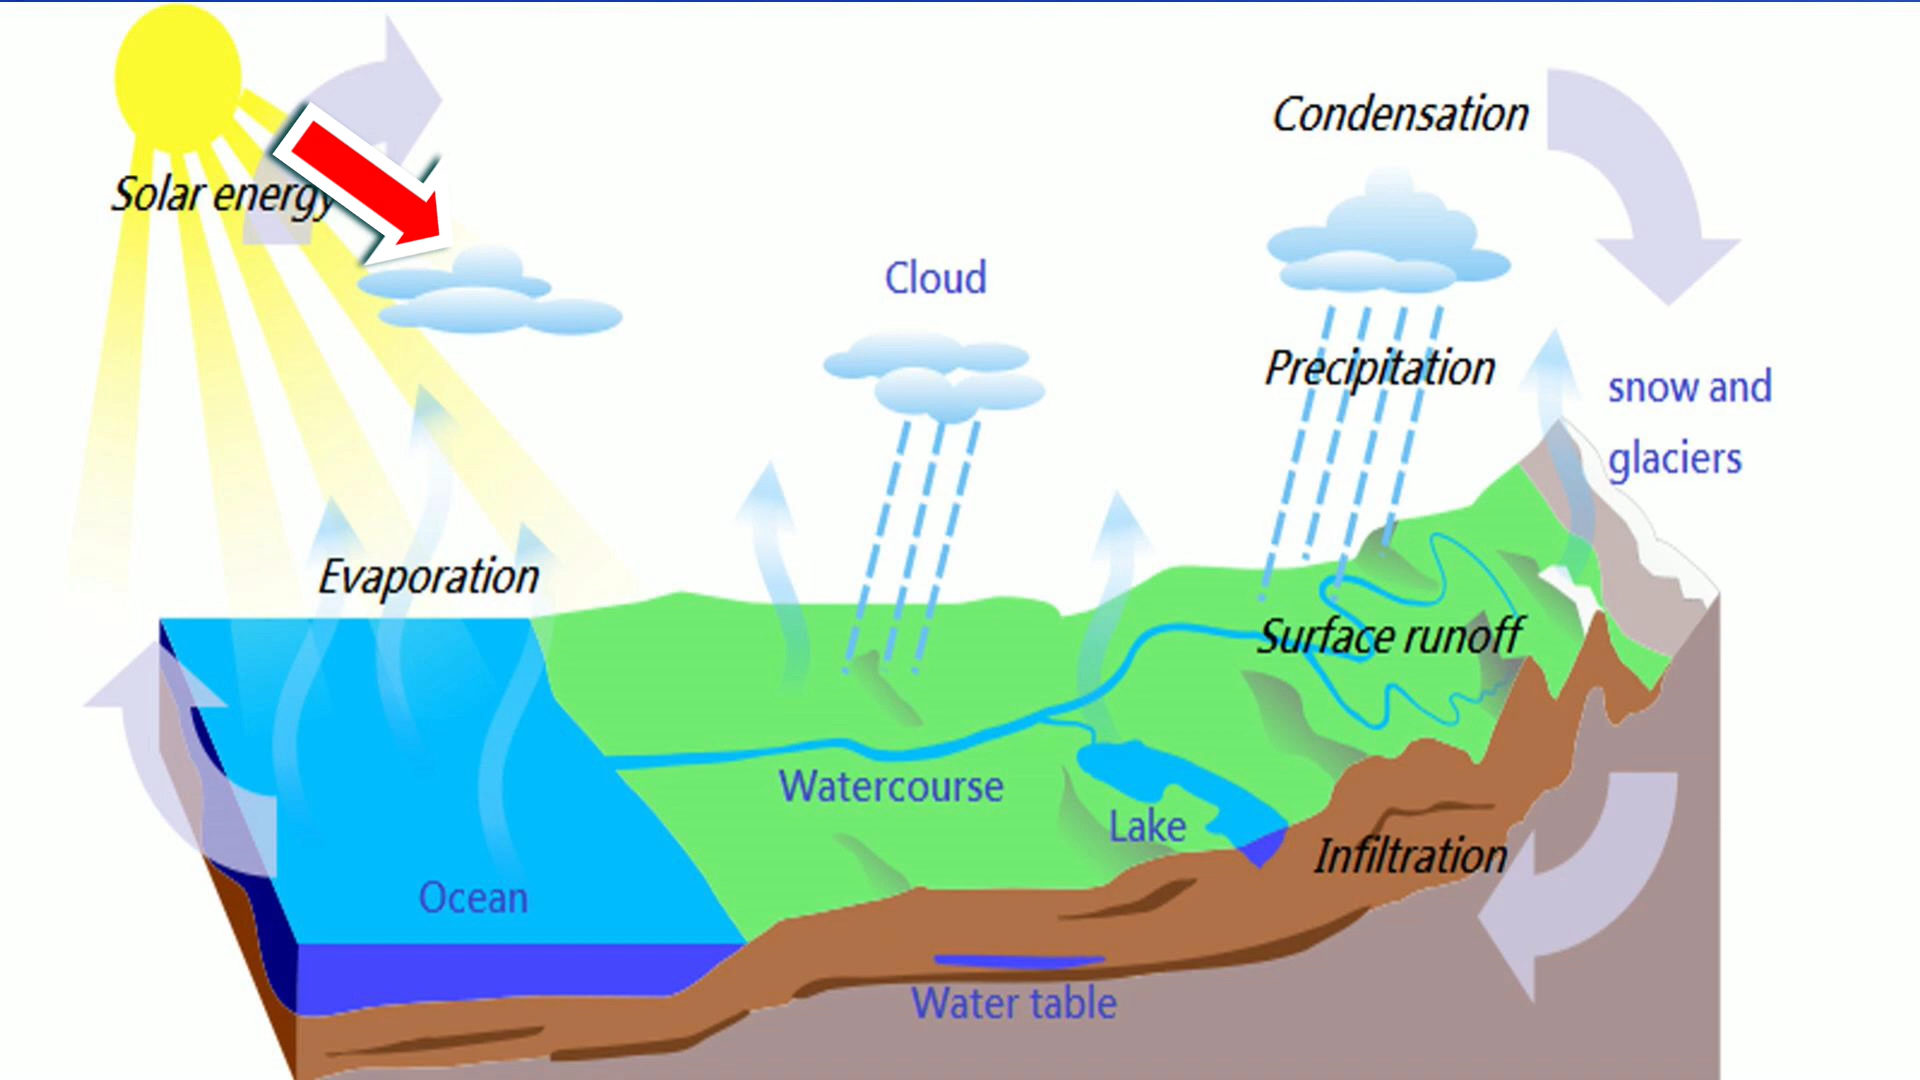 Condensation
Solar energy
Cloud
Precipitation
snow and
glaciers
Evaporation
Surface runoff
Watercourse
Lake
Infiltration
Ocean
Water table